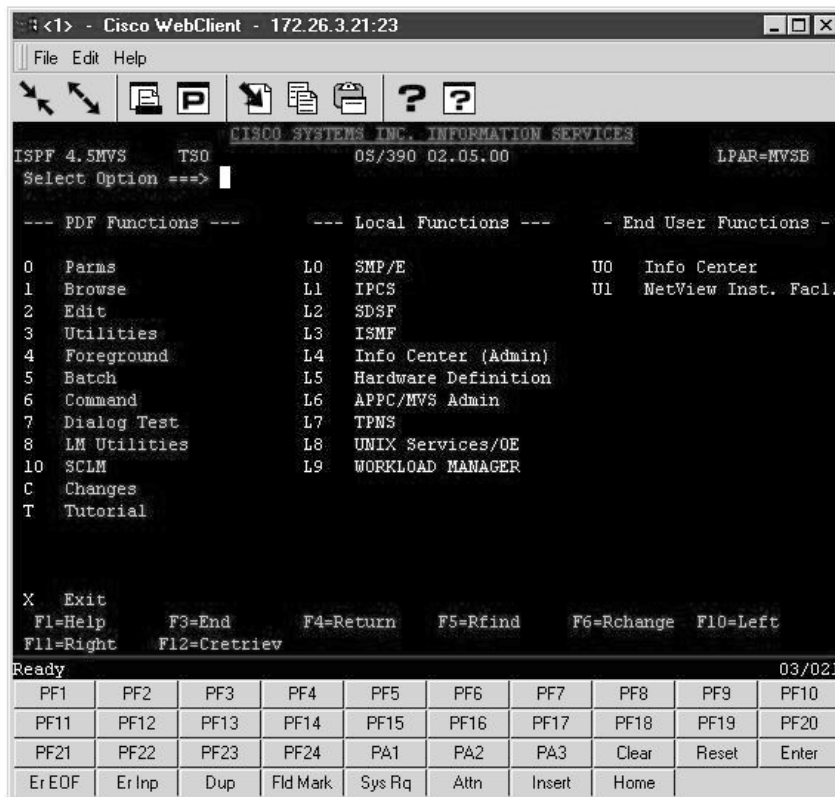 <1> - Cisco WebClient - 172.26.3.21:23
File Edit Help
CISCO SYSTEMS INC. INFORMATION SERVICES
ISPF 4.5MVS TSO OS/390 02.05.00 LPAR=MVSB
Select Option ===>
--- PDF Functions --- --- Local Functions --- - End User Functions -
0 Parms L0 SMP/E U0 Info Center
1 Browse L1 IPCS U1 NetView Inst. Facl.
2 Edit L2 SDSF
3 Utilities L3 ISMF
4 Foreground L4 Info Center (Admin)
5 Batch L5 Hardware Definition
6 Command L6 APPC/MVS Admin
7 Dialog Test L7 TPNS
8 LM Utilities L8 UNIX Services/OE
10 SCLM L9 WORKLOAD MANAGER
C Changes
T Tutorial
X Exit
F1=Help F3=End F4=Return F5=Rfind F6=Rchange F10=Left
F11=Right F12=Cretriev
Ready 03/021
PF1 PF2 PF3 PF4 PF5 PF6 PF7 PF8 PF9 PF10
PF11 PF12 PF13 PF14 PF15 PF16 PF17 PF18 PF19 PF20
PF21 PF22 PF23 PF24 PA1 PA2 PA3 Clear Reset Enter
Er EOF Er Inp Dup Fld Mark Sys Rq Attn Insert Home